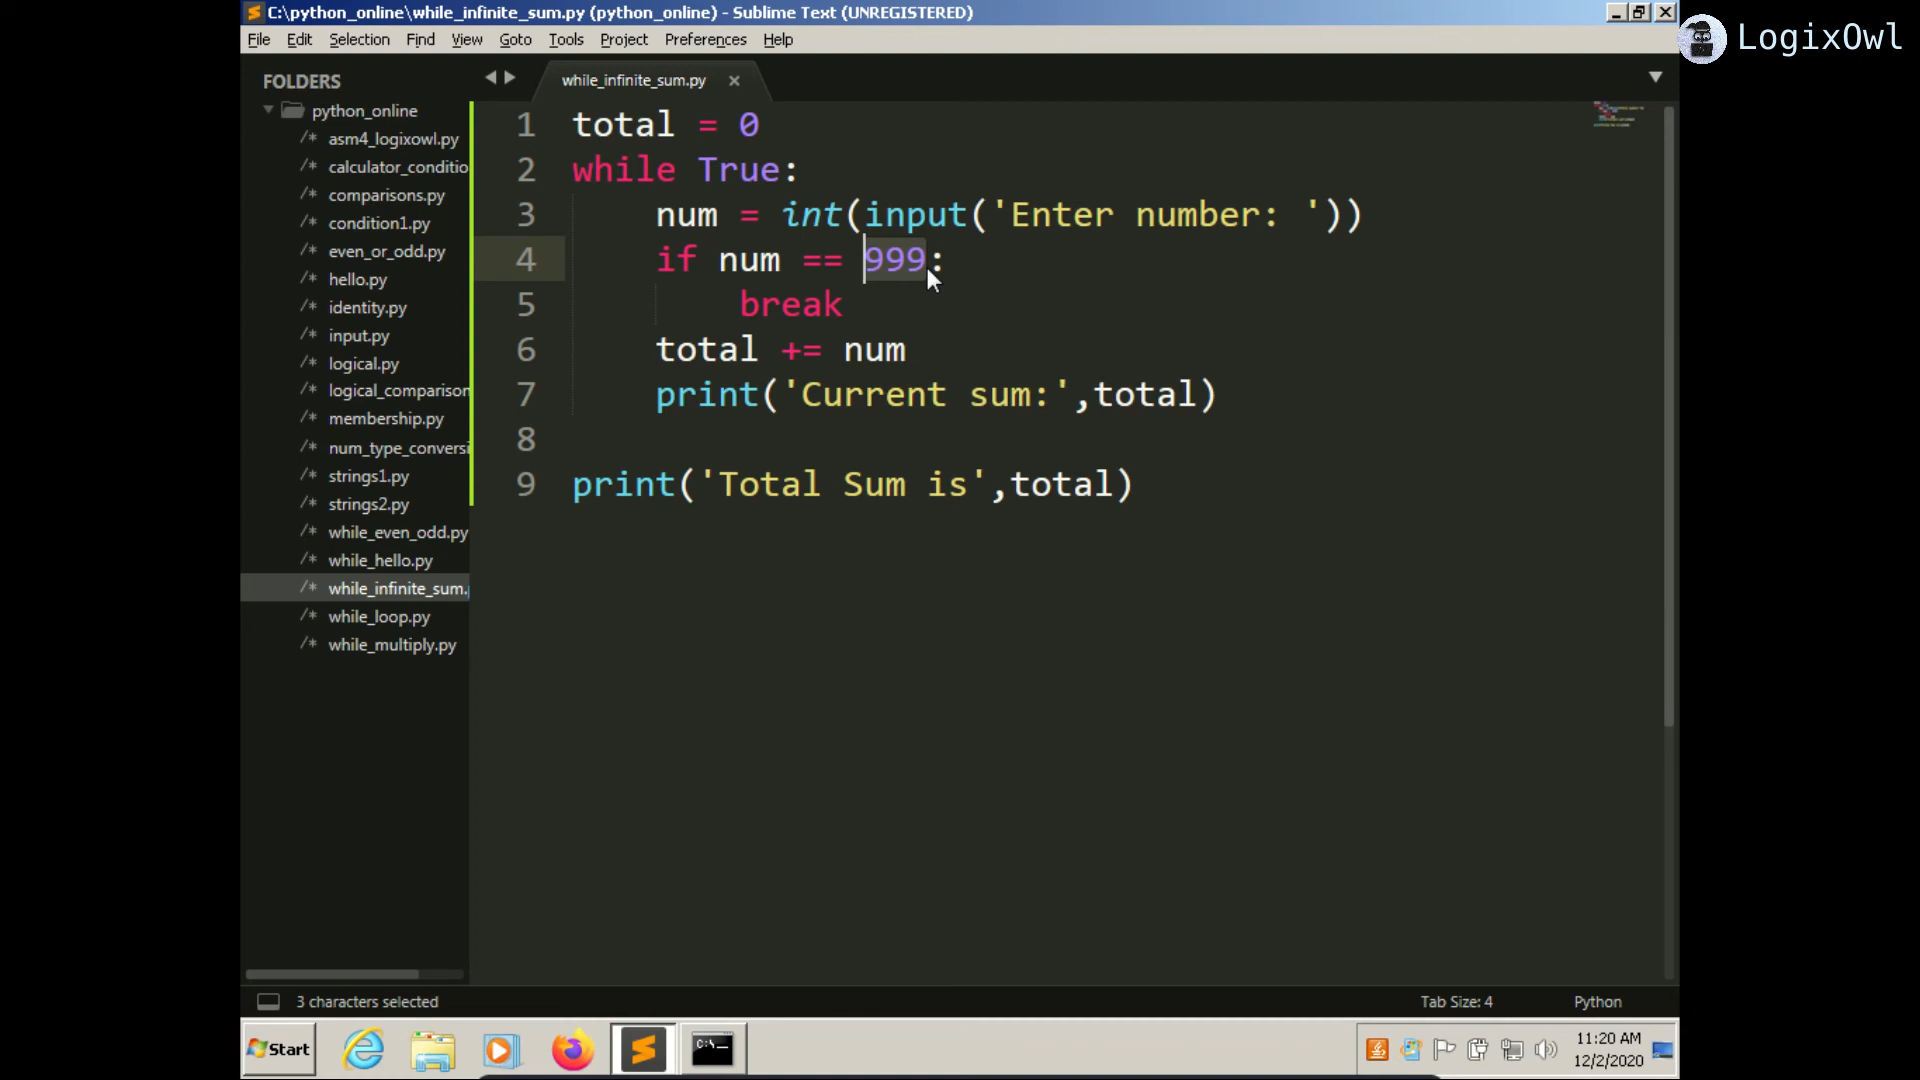 C:\python_online\while_infinite_sum.py (python_online) - Sublime Text (UNREGISTERED)
LogixOwl
File Edit Selection Find View Goto Tools Project Preferences Help
FOLDERS
while_infinite_sum.py ×
python_online
/* asm4_logixowl.py
/* calculator_conditio
/* comparisons.py
/* condition1.py
/* even_or_odd.py
/* hello.py
/* identity.py
/* input.py
/* logical.py
/* logical_comparison
/* membership.py
/* num_type_conversi
/* strings1.py
/* strings2.py
/* while_even_odd.py
/* while_hello.py
/* while_infinite_sum.
/* while_loop.py
/* while_multiply.py
1 total = 0
2 while True:
3 num = int(input('Enter number: '))
4 if num == 999:
5 break
6 total += num
7 print('Current sum:',total)
8
9 print('Total Sum is',total)
3 characters selected
Tab Size: 4
Python
Start
C:\
11:20 AM
12/2/2020